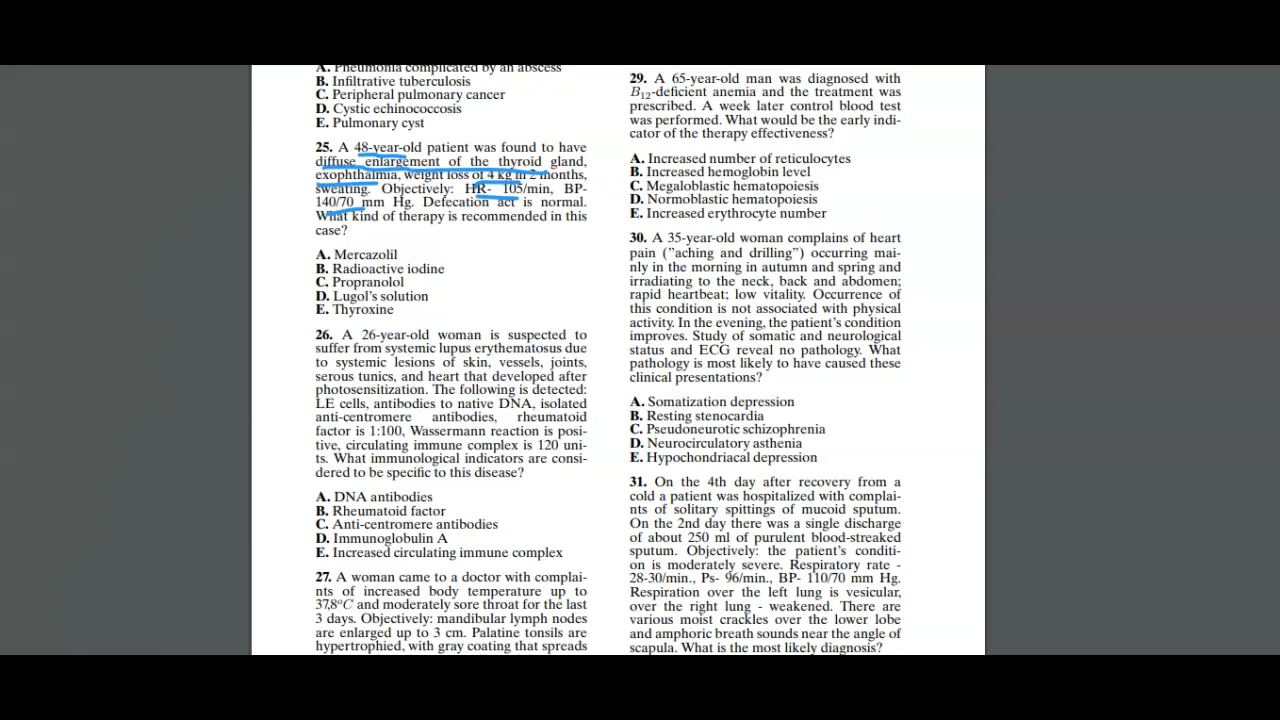 A. Pneumonia complicated by an abscess
B. Infiltrative tuberculosis
C. Peripheral pulmonary cancer
D. Cystic echinococcosis
E. Pulmonary cyst
25. A 48-year-old patient was found to have
diffuse enlargement of the thyroid gland,
exophthalmia, weight loss of 4 kg in 2 months,
sweating. Objectively: HR- 105/min, BP-
140/70 mm Hg. Defecation act is normal.
What kind of therapy is recommended in this
case?
A. Mercazolil
B. Radioactive iodine
C. Propranolol
D. Lugol's solution
E. Thyroxine
26. A 26-year-old woman is suspected to
suffer from systemic lupus erythematosus due
to systemic lesions of skin, vessels, joints,
serous tunics, and heart that developed after
photosensitization. The following is detected:
LE cells, antibodies to native DNA, isolated
anti-centromere antibodies, rheumatoid
factor is 1:100, Wassermann reaction is posi-
tive, circulating immune complex is 120 uni-
ts. What immunological indicators are consi-
dered to be specific to this disease?
A. DNA antibodies
B. Rheumatoid factor
C. Anti-centromere antibodies
D. Immunoglobulin A
E. Increased circulating immune complex
27. A woman came to a doctor with complai-
nts of increased body temperature up to
37,8°C and moderately sore throat for the last
3 days. Objectively: mandibular lymph nodes
are enlarged up to 3 cm. Palatine tonsils are
hypertrophied, with gray coating that spreads
29. A 65-year-old man was diagnosed with
B12-deficient anemia and the treatment was
prescribed. A week later control blood test
was performed. What would be the early indi-
cator of the therapy effectiveness?
A. Increased number of reticulocytes
B. Increased hemoglobin level
C. Megaloblastic hematopoiesis
D. Normoblastic hematopoiesis
E. Increased erythrocyte number
30. A 35-year-old woman complains of heart
pain ("aching and drilling") occurring mai-
nly in the morning in autumn and spring and
irradiating to the neck, back and abdomen;
rapid heartbeat; low vitality. Occurrence of
this condition is not associated with physical
activity. In the evening, the patient's condition
improves. Study of somatic and neurological
status and ECG reveal no pathology. What
pathology is most likely to have caused these
clinical presentations?
A. Somatization depression
B. Resting stenocardia
C. Pseudoneurotic schizophrenia
D. Neurocirculatory asthenia
E. Hypochondriacal depression
31. On the 4th day after recovery from a
cold a patient was hospitalized with complai-
nts of solitary spittings of mucoid sputum.
On the 2nd day there was a single discharge
of about 250 ml of purulent blood-streaked
sputum. Objectively: the patient's conditi-
on is moderately severe. Respiratory rate -
28-30/min., Ps- 96/min., BP- 110/70 mm Hg.
Respiration over the left lung is vesicular,
over the right lung - weakened. There are
various moist crackles over the lower lobe
and amphoric breath sounds near the angle of
scapula. What is the most likely diagnosis?